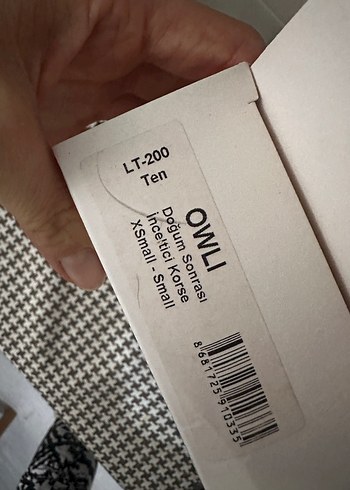 LT-200
Ten
OWLI
Doğum Sonrası
İnceltici Korse
XSmall - Small
8 681725 910335